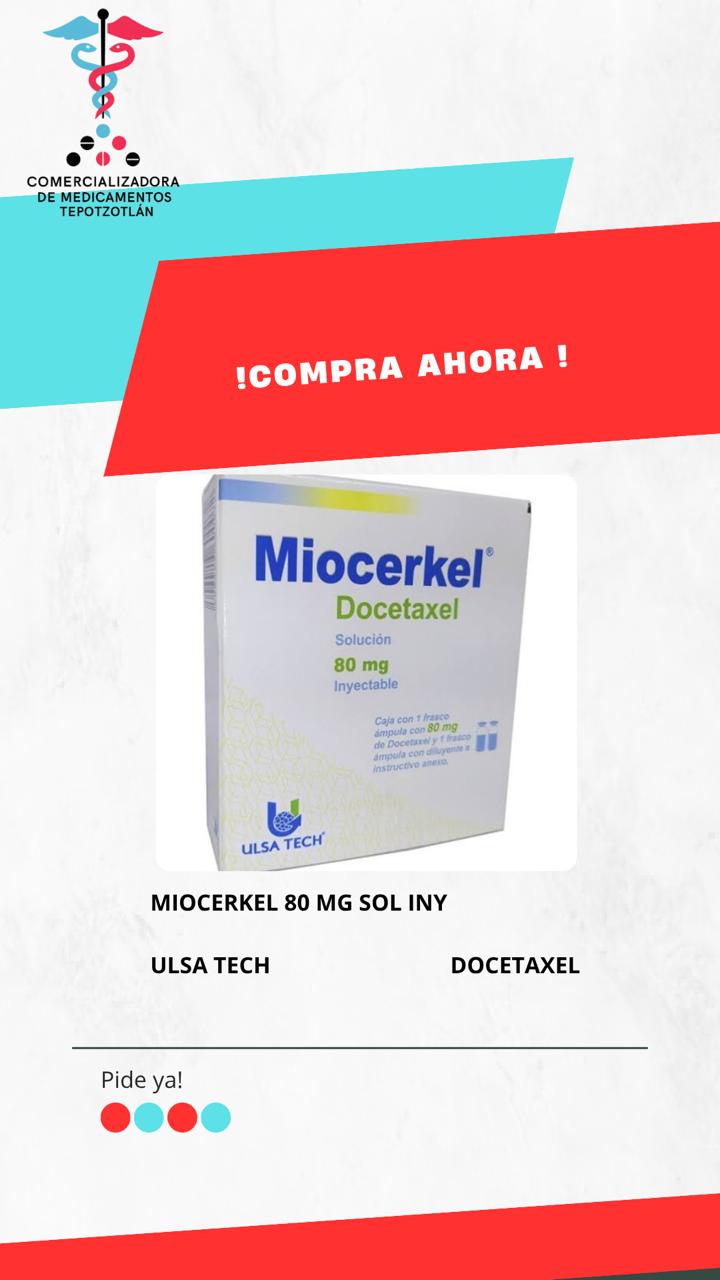 COMERCIALIZADORA
DE MEDICAMENTOS
TEPOTZOTLÁN
!COMPRA AHORA !
Miocerkel®
Docetaxel
Solución
80 mg
Inyectable
Caja con 1 frasco
ámpula con 80 mg
de Docetaxel y 1 frasco
ámpula con diluyente e
instructivo anexo.
ULSA TECH®
MIOCERKEL 80 MG SOL INY
ULSA TECH DOCETAXEL
Pide ya!